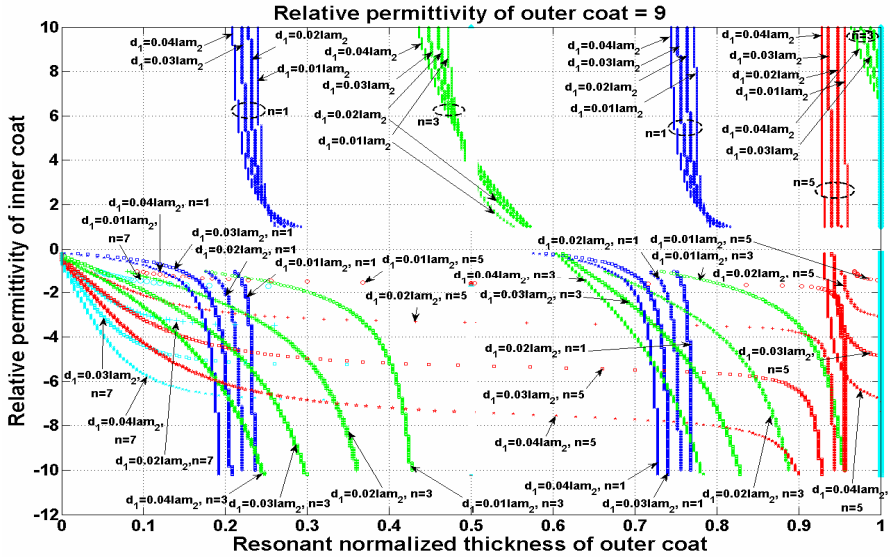 Relative permittivity of outer coat = 9
Relative permittivity of inner coat
10
8
6
4
2
0
-2
-4
-6
-8
-10
-12
d1=0.04lam2
d1=0.03lam2
d1=0.02lam2
d1=0.01lam2
n=1
d1=0.04lam2
d1=0.03lam2
d1=0.02lam2
d1=0.01lam2
n=3
d1=0.04lam2
d1=0.03lam2
d1=0.02lam2
d1=0.01lam2
n=1
d1=0.04lam2
d1=0.03lam2
d1=0.02lam2
d1=0.01lam2
d1=0.04lam2
d1=0.03lam2
n=3
n=5
d1=0.04lam2, n=1
d1=0.01lam2,
n=7
d1=0.03lam2, n=1
d1=0.02lam2, n=1
d1=0.01lam2, n=1
d1=0.01lam2, n=5
d1=0.02lam2, n=5
d1=0.02lam2, n=1
d1=0.04lam2, n=3
d1=0.03lam2, n=3
d1=0.01lam2, n=5
d1=0.01lam2, n=3
d1=0.02lam2,
n=5
d1=0.02lam2, n=1
d1=0.03lam2,
n=5
d1=0.03lam2,
n=7
d1=0.04lam2,
n=7
d1=0.02lam2,n=7
d1=0.03lam2, n=5
d1=0.04lam2, n=5
d1=0.04lam2, n=3
d1=0.03lam2, n=3
d1=0.02lam2, n=3
d1=0.01lam2, n=3
d1=0.04lam2, n=1
d1=0.03lam2, n=1
d1=0.02lam2, n=3
d1=0.04lam2,
n=5
0 0.1 0.2 0.3 0.4 0.5 0.6 0.7 0.8 0.9 1
Resonant normalized thickness of outer coat